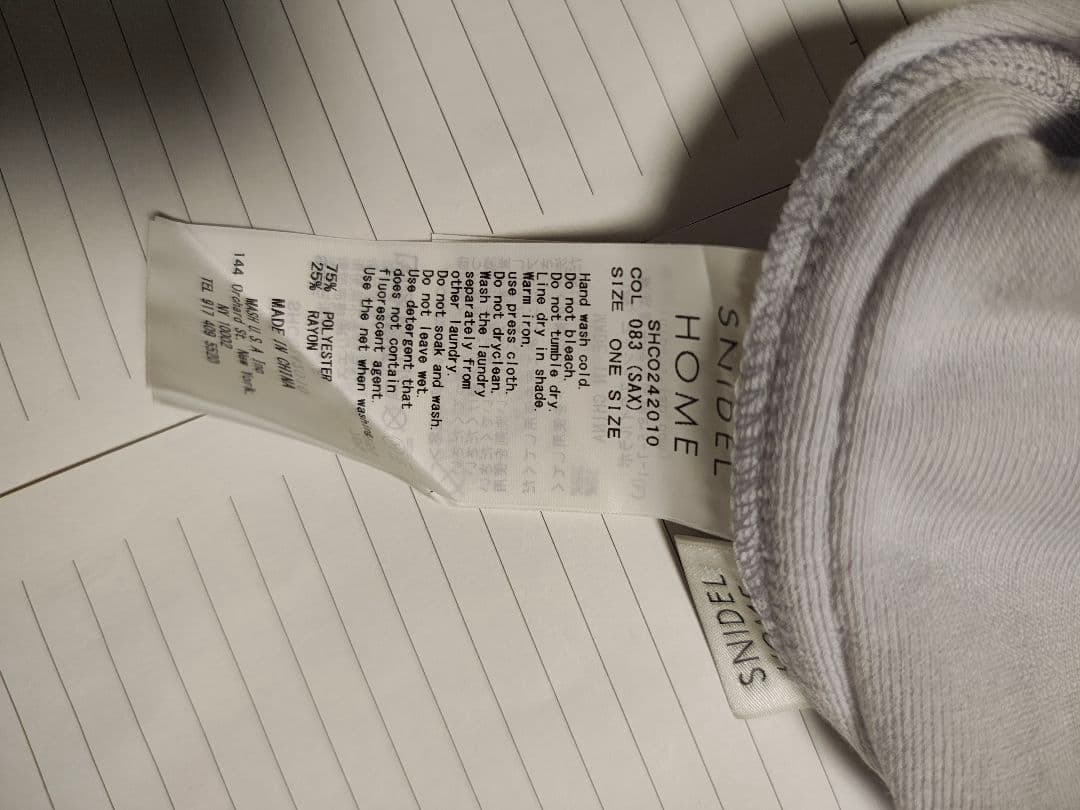 SNIDEL
HOME
SHCO242010
COL 083 (SAX)
SIZE ONE SIZE
Hand wash cold.
Do not bleach.
Do not tumble dry.
Line dry in shade.
Warm iron.
use press cloth.
Do not dryclean.
Wash the laundry
separately from
other laundry.
Do not soak and wash.
Do not leave wet.
Use detergent that
does not contain
fluorescent agent.
Use the net when washing.
75% POLYESTER
25% RAYON
MADE IN CHINA
MASH U S A Inc
144 Orchard St. New York.
NY 10002
TEL 917 409 5520
SNIDEL